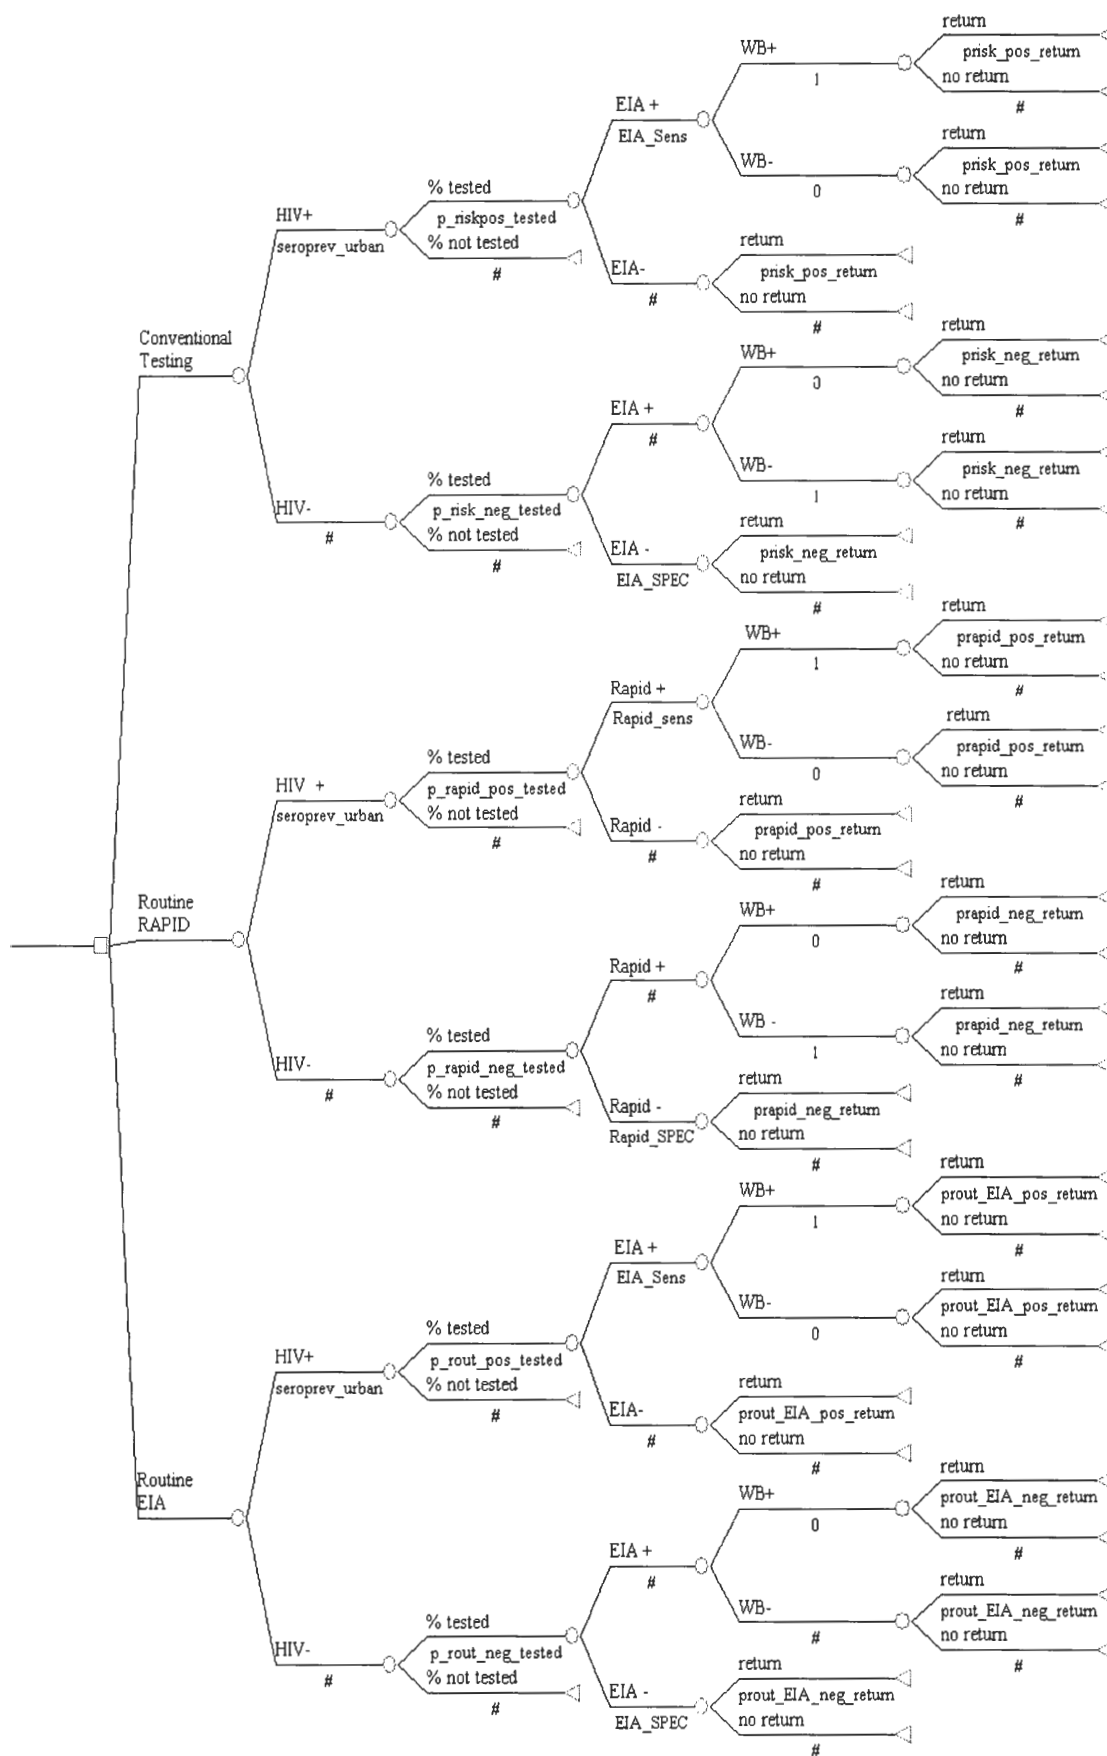 return
prisk_pos_return
no return
#
WB+
1
return
prisk_pos_return
no return
#
WB-
0
EIA +
EIA_Sens
return
prisk_pos_return
no return
#
EIA-
#
% tested
p_riskpos_tested
% not tested
#
HIV+
seroprev_urban
Conventional
Testing
return
prisk_neg_return
no return
#
WB+
0
return
prisk_neg_return
no return
#
WB-
1
EIA +
#
return
prisk_neg_return
no return
#
EIA -
EIA_SPEC
% tested
p_risk_neg_tested
% not tested
#
HIV-
#
return
prapid_pos_return
no return
#
WB+
1
return
prapid_pos_return
no return
#
WB-
0
Rapid +
Rapid_sens
return
prapid_pos_return
no return
#
Rapid -
#
% tested
p_rapid_pos_tested
% not tested
#
HIV +
seroprev_urban
Routine
RAPID
return
prapid_neg_return
no return
#
WB+
0
return
prapid_neg_return
no return
#
WB -
1
Rapid +
#
return
prapid_neg_return
no return
#
Rapid -
Rapid_SPEC
% tested
p_rapid_neg_tested
% not tested
#
HIV-
#
return
prout_EIA_pos_return
no return
#
WB+
1
return
prout_EIA_pos_return
no return
#
WB-
0
EIA +
EIA_Sens
return
prout_EIA_pos_return
no return
#
EIA-
#
% tested
p_rout_pos_tested
% not tested
#
HIV+
seroprev_urban
Routine
EIA
return
prout_EIA_neg_return
no return
#
WB+
0
return
prout_EIA_neg_return
no return
#
WB-
#
EIA +
#
return
prout_EIA_neg_return
no return
#
EIA -
EIA_SPEC
% tested
p_rout_neg_tested
% not tested
#
HIV-
#